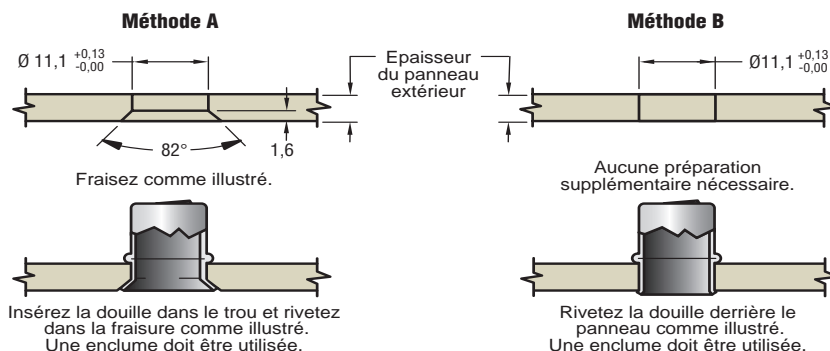 Méthode A
Ø 11,1 +0,13 -0,00
82°
1,6
Fraisez comme illustré.
Insérez la douille dans le trou et rivetez
dans la fraisure comme illustré.
Une enclume doit être utilisée.
Epaisseur
du panneau
extérieur
Méthode B
Ø11,1 +0,13 -0,00
Aucune préparation
supplémentaire nécessaire.
Rivetez la douille derrière le
panneau comme illustré.
Une enclume doit être utilisée.